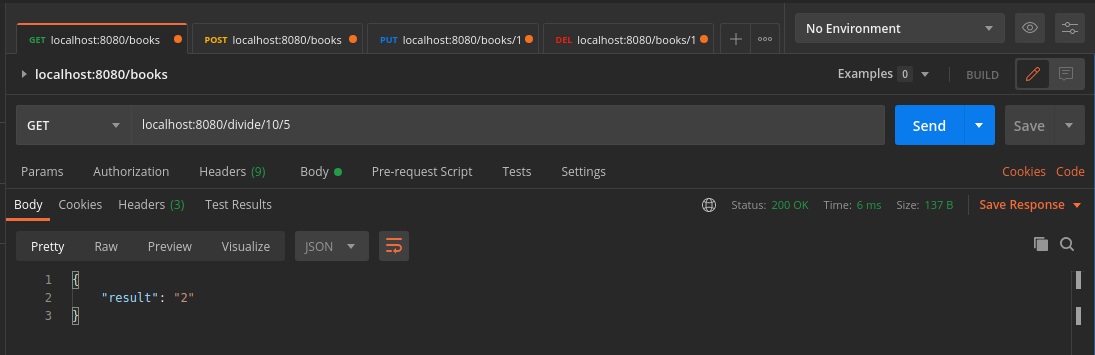 GET localhost:8080/books POST localhost:8080/books PUT localhost:8080/books/1 DEL localhost:8080/books/1 No Environment
localhost:8080/books Examples 0 BUILD
GET localhost:8080/divide/10/5 Send Save
Params Authorization Headers (9) Body Pre-request Script Tests Settings Cookies Code
Body Cookies Headers (3) Test Results Status: 200 OK Time: 6 ms Size: 137 B Save Response
Pretty Raw Preview Visualize JSON
1 {
2 "result": "2"
3 }